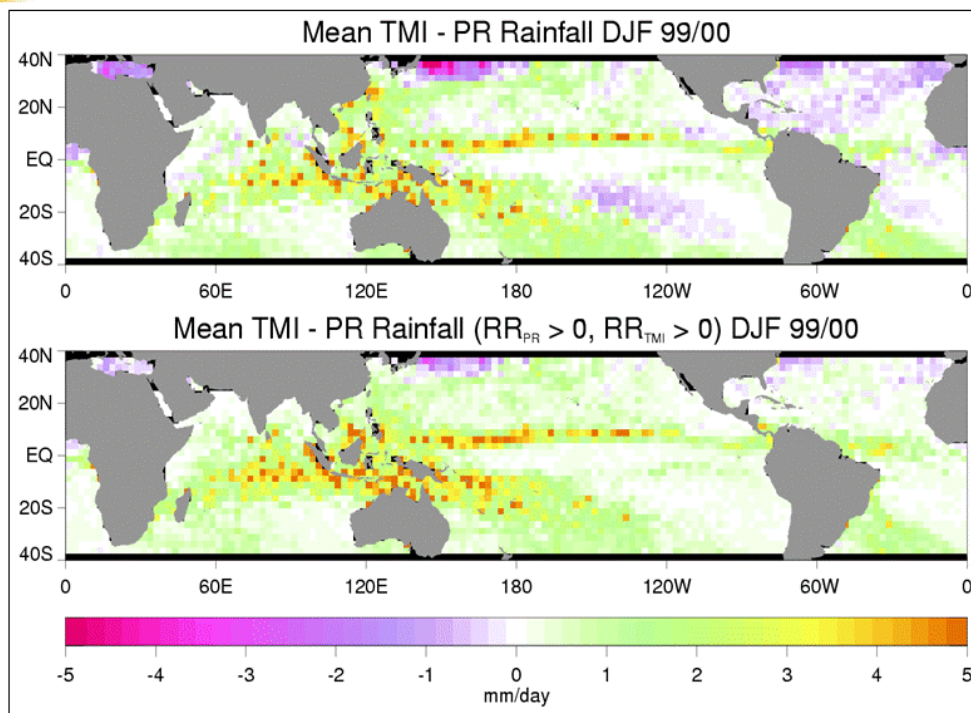 Mean TMI - PR Rainfall DJF 99/00
40N
20N
EQ
20S
40S
0 60E 120E 180 120W 60W 0
Mean TMI - PR Rainfall (RR_PR > 0, RR_TMI > 0) DJF 99/00
40N
20N
EQ
20S
40S
0 60E 120E 180 120W 60W 0
-5 -4 -3 -2 -1 0 1 2 3 4 5
mm/day